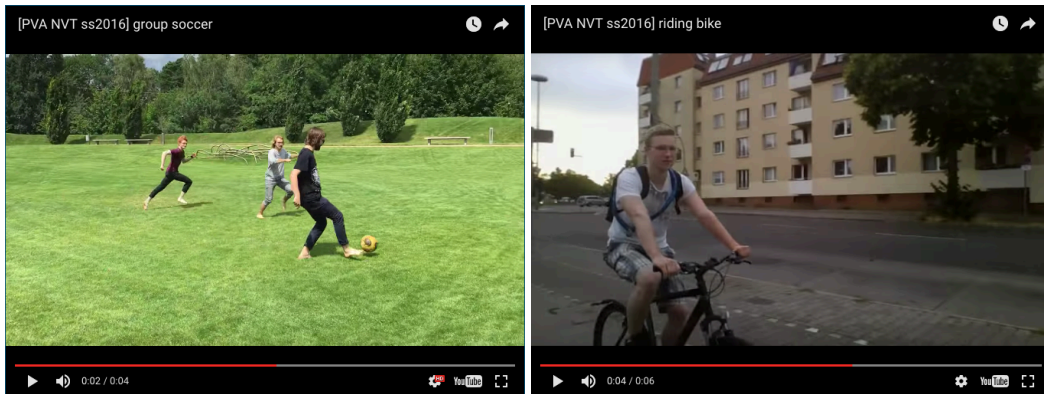 [PVA NVT ss2016] group soccer
0:02 / 0:04
HD
YouTube
[PVA NVT ss2016] riding bike
0:04 / 0:06
YouTube